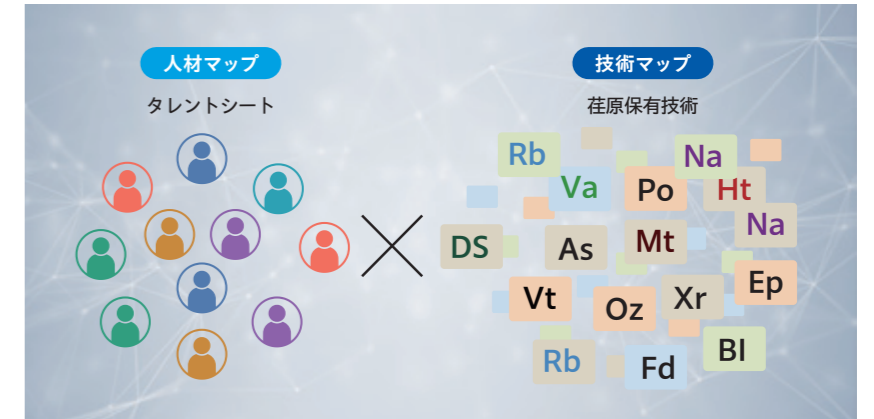 人材マップ
タレントシート
技術マップ
荏原保有技術
Rb
Na
Va
Po
Ht
Na
DS
As
Mt
Ep
Vt
Oz
Xr
BI
Rb
Fd